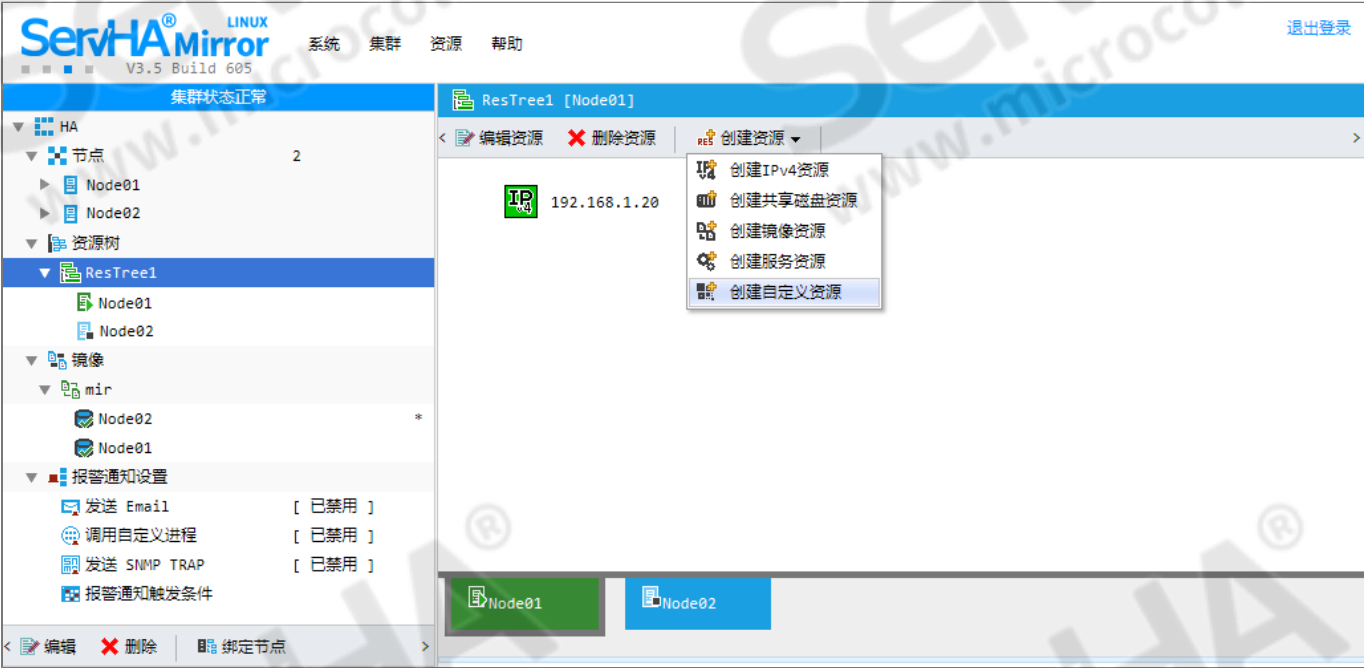 ServHA® LINUX
Mirror
V3.5 Build 605
系统 集群 资源 帮助
退出登录
集群状态正常
HA
节点 2
Node01
Node02
资源树
ResTree1
Node01
Node02
镜像
mir
Node02 *
Node01
报警通知设置
发送 Email [ 已禁用 ]
调用自定义进程 [ 已禁用 ]
发送 SNMP TRAP [ 已禁用 ]
报警通知触发条件
< 编辑 删除 绑定节点 >
ResTree1 [Node01]
< 编辑资源 删除资源 RES 创建资源 >
IPv4 192.168.1.20
创建IPv4资源
创建共享磁盘资源
创建镜像资源
创建服务资源
创建自定义资源
Node01 Node02